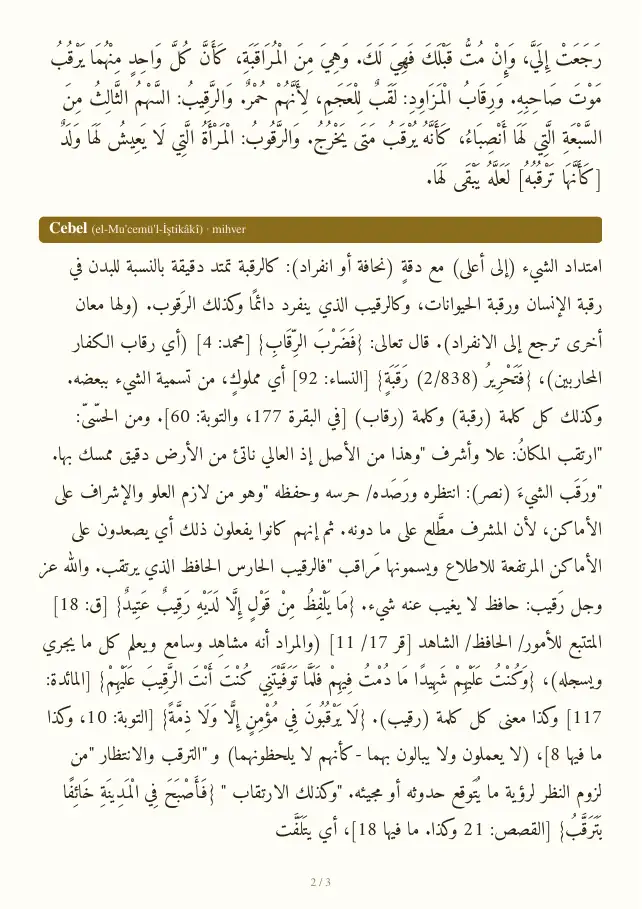 رَجَعَتْ إِلَيَّ، وَإِنْ مُتُّ قَبْلَكَ فَهِيَ لَكَ. وَهِيَ مِنَ الْمُرَاقَبَةِ، كَأَنَّ كُلَّ وَاحِدٍ مِنْهُمَا يَرْقُبُ
مَوْتَ صَاحِبِهِ. وَرِقَابُ الْمَزَاوِدِ: لَقَبٌ لِلْعَجَمِ، لِأَنَّهُمْ حُمْرٌ. وَالرَّقِيبُ: السَّهْمُ الثَّالِثُ مِنَ
السَّبْعَةِ الَّتِي لَهَا أَنْصِبَاءُ، كَأَنَّهُ يُرْقَبُ مَتَى يَخْرُجُ. وَالرَّقُوبُ: الْمَرْأَةُ الَّتِي لَا يَعِيشُ لَهَا وَلَدٌ
[كَأَنَّهَا تَرْقُبُهُ] لَعَلَّهُ يَبْقَى لَهَا.
Cebel (el-Mu'cemü'l-İştikâkî) · mihver
امتداد الشيء (إلى أعلى) مع دقةٍ (نحافة أو انفراد): كالرقبة تمتد دقيقة بالنسبة للبدن في
رقبة الإنسان ورقبة الحيوانات، وكالرقيب الذي ينفرد دائمًا وكذلك الرَقوب. (ولها معان
أخرى ترجع إلى الانفراد). قال تعالى: {فَضَرْبَ الرِّقَابِ} [محمد: 4] (أي رقاب الكفار
المحاربين)، {فَتَحْرِيرُ (2/838) رَقَبَةٍ} [النساء: 92] أي مملوكٍ، من تسمية الشيء ببعضه.
وكذلك كل كلمة (رقبة) وكلمة (رقاب) [في البقرة 177، والتوبة: 60]. ومن الحسّيّ:
"ارتقب المكانُ: علا وأشرف "وهذا من الأصل إذ العالي ناتئ من الأرض دقيق ممسك بها.
"ورَقَب الشيءَ (نصر): انتظره ورَصَده/ حرسه وحفظه "وهو من لازم العلو والإشراف على
الأماكن، لأن المشرف مطَّلع على ما دونه. ثم إنهم كانوا يفعلون ذلك أي يصعدون على
الأماكن المرتفعة للاطلاع ويسمونها مَراقب "فالرقيب الحارس الحافظ الذي يرتقب. والله عز
وجل رَقيب: حافظ لا يغيب عنه شيء. {مَا يَلْفِظُ مِنْ قَوْلٍ إِلَّا لَدَيْهِ رَقِيبٌ عَتِيدٌ} [ق: 18]
المتتبع للأمور/ الحافظ/ الشاهد [قر 17/ 11] (والمراد أنه مشاهِد وسامع ويعلم كل ما يجري
ويسجله)، {وَكُنْتُ عَلَيْهِمْ شَهِيدًا مَا دُمْتُ فِيهِمْ فَلَمَّا تَوَفَّيْتَنِي كُنْتَ أَنْتَ الرَّقِيبَ عَلَيْهِمْ} [المائدة:
117] وكذا معنى كل كلمة (رقيب). {لَا يَرْقُبُونَ فِي مُؤْمِنٍ إِلًّا وَلَا ذِمَّةً} [التوبة: 10، وكذا
ما فيها 8]، (لا يعملون ولا يبالون بهما - كأنهم لا يلحظونهما) و "الترقب والانتظار "من
لزوم النظر لرؤية ما يُتَوقع حدوثه أو مجيئه. "وكذلك الارتقاب " {فَأَصْبَحَ فِي الْمَدِينَةِ خَائِفًا
يَتَرَقَّبُ} [القصص: 21 وكذا. ما فيها 18]، أي يتَلَفَّت
2 / 3